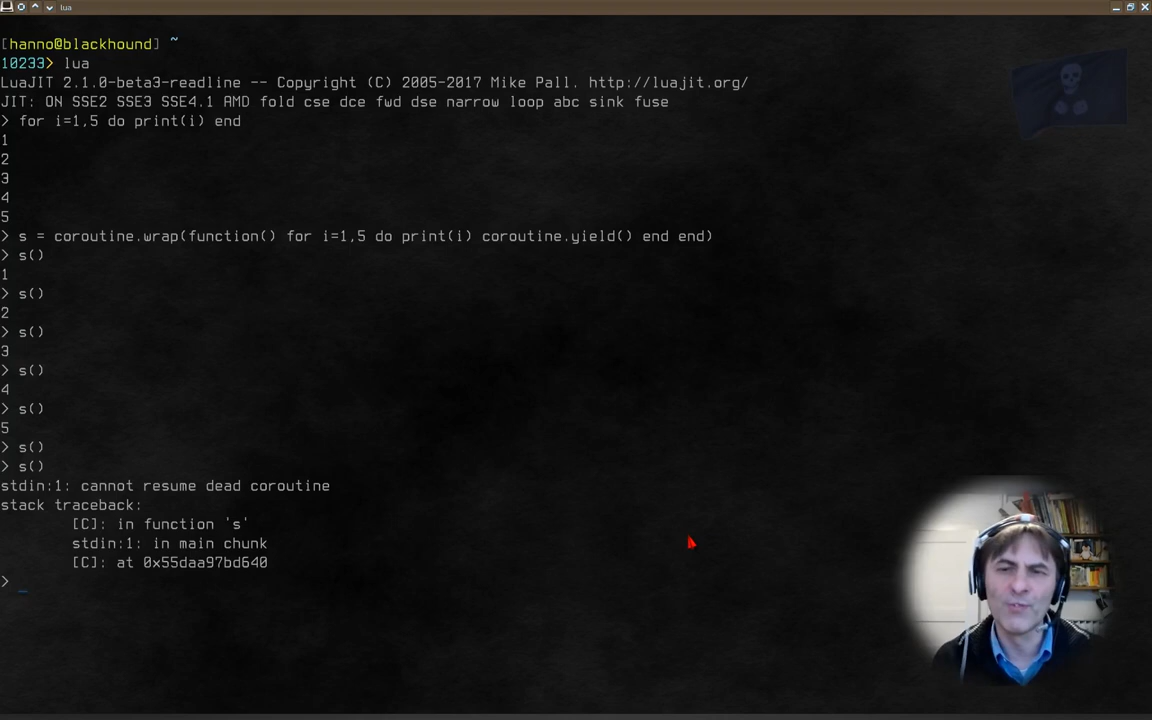 lua
[hanno@blackhound] ~
10233> lua
LuaJIT 2.1.0-beta3-readline -- Copyright (C) 2005-2017 Mike Pall. http://luajit.org/
JIT: ON SSE2 SSE3 SSE4.1 AMD fold cse dce fwd dse narrow loop abc sink fuse
> for i=1,5 do print(i) end
1
2
3
4
5
> s = coroutine.wrap(function() for i=1,5 do print(i) coroutine.yield() end end)
> s()
1
> s()
2
> s()
3
> s()
4
> s()
5
> s()
> s()
stdin:1: cannot resume dead coroutine
stack traceback:
        [C]: in function 's'
        stdin:1: in main chunk
        [C]: at 0x55daa97bd640
> _